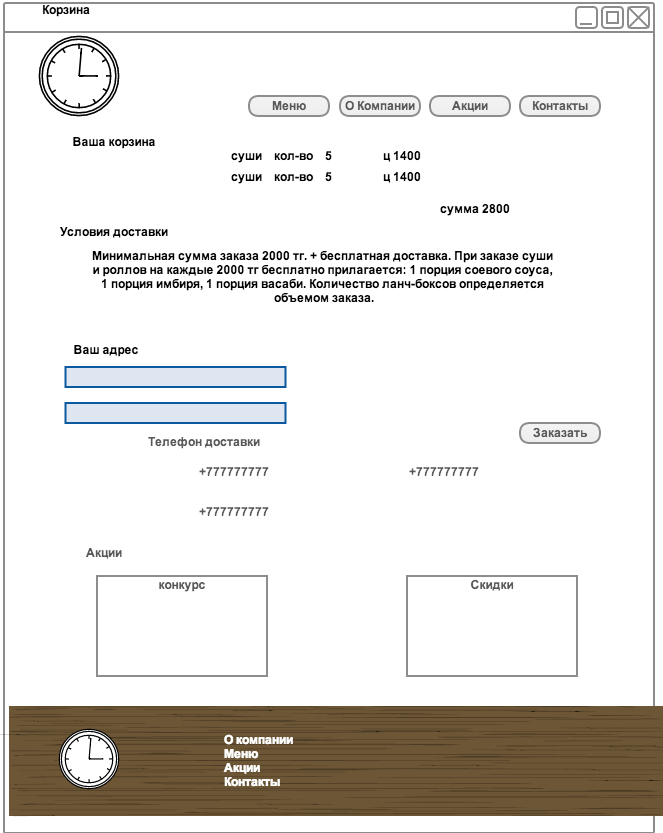 Корзина
Меню О Компании Акции Контакты
Ваша корзина
суши кол-во 5 ц 1400
суши кол-во 5 ц 1400
сумма 2800
Условия доставки
Минимальная сумма заказа 2000 тг. + бесплатная доставка. При заказе суши
и роллов на каждые 2000 тг бесплатно прилагается: 1 порция соевого соуса,
1 порция имбиря, 1 порция васаби. Количество ланч-боксов определяется
объемом заказа.
Ваш адрес
Заказать
Телефон доставки
+777777777 +777777777
+777777777
Акции
конкурс Скидки
О компании
Меню
Акции
Контакты